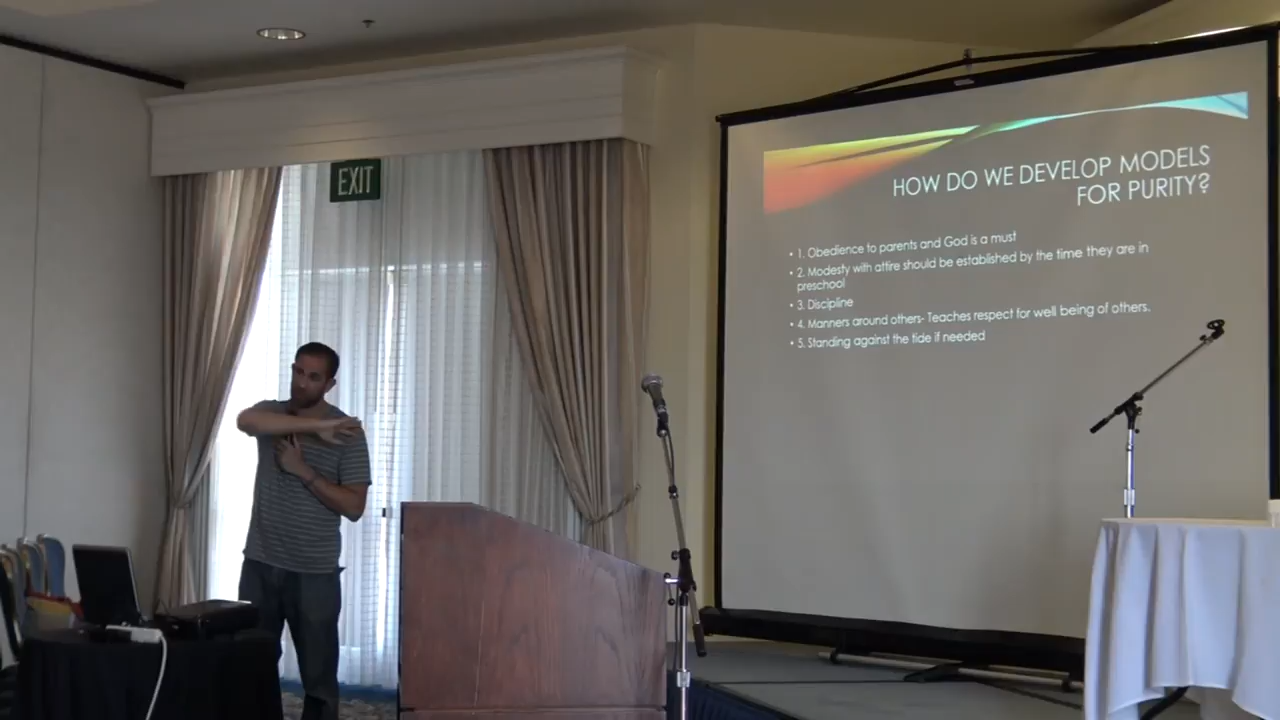 EXIT
HOW DO WE DEVELOP MODELS
FOR PURITY?
• 1. Obedience to parents and God is a must
• 2. Modesty with attire should be established by the time they are in
preschool
• 3. Discipline
• 4. Manners around others- Teaches respect for well being of others.
• 5. Standing against the tide if needed